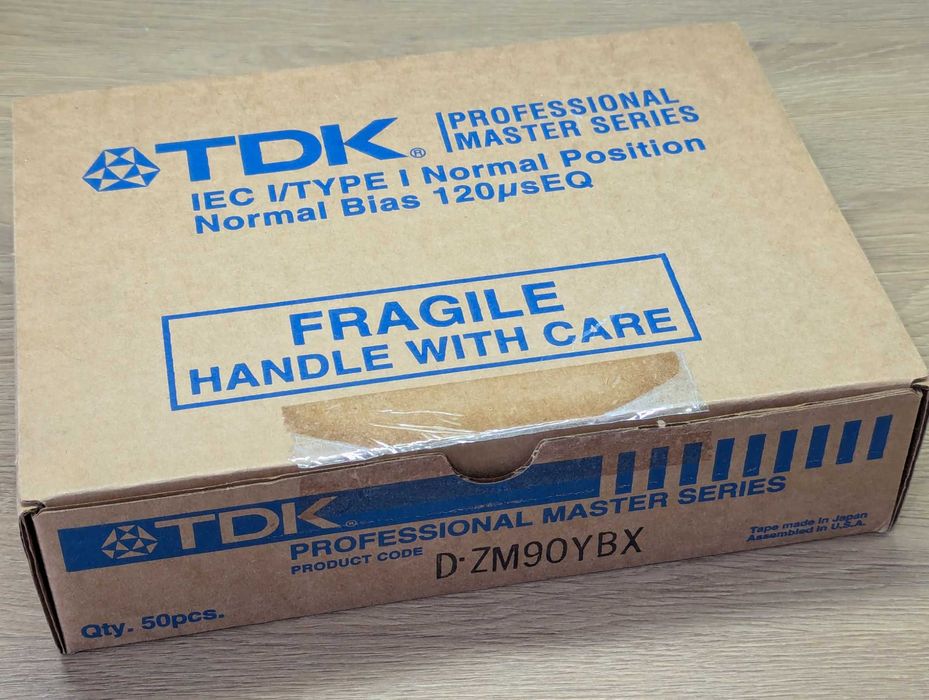 TDK®
PROFESSIONAL
MASTER SERIES
IEC I/TYPE I Normal Position
Normal Bias 120µsEQ
FRAGILE
HANDLE WITH CARE
TDK®
PROFESSIONAL MASTER SERIES
PRODUCT CODE D·ZM90YBX
Tape made in Japan
Assembled in U.S.A.
Qty. 50pcs.